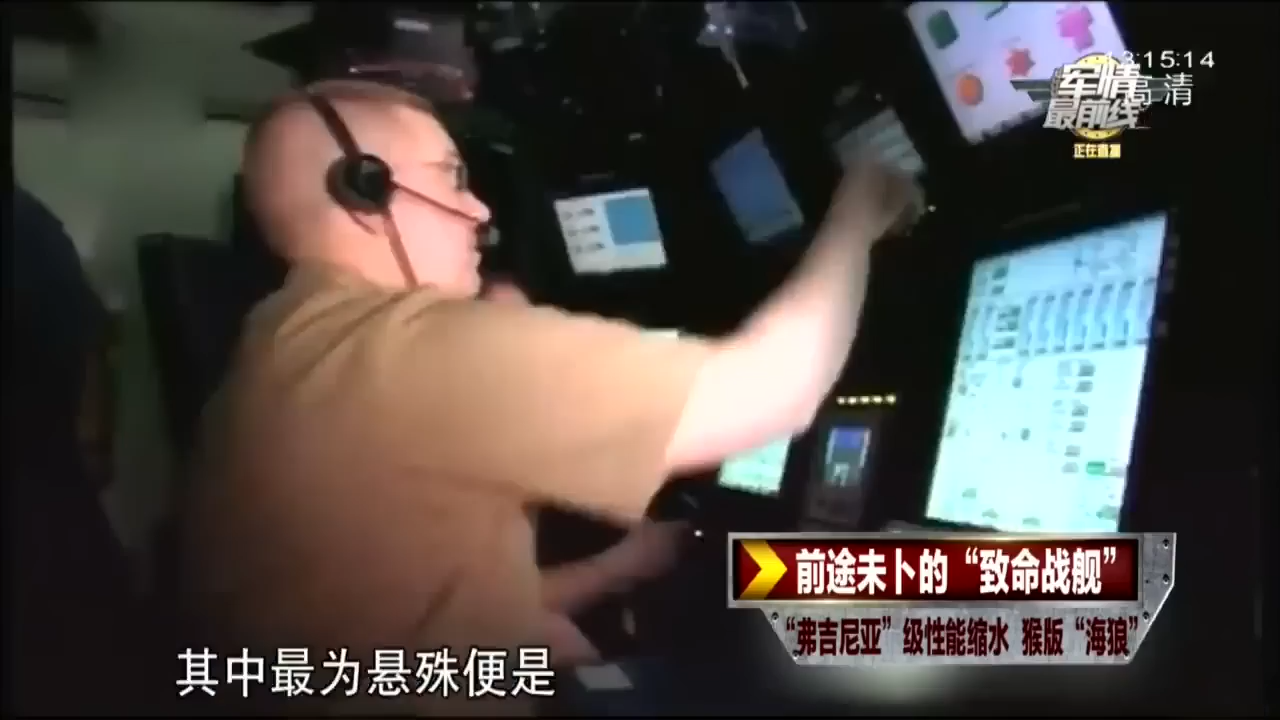 13:15:14
高清
军情
最前线
正在直播
前途未卜的“致命战舰”
“弗吉尼亚”级性能缩水 猴版“海狼”
其中最为悬殊便是